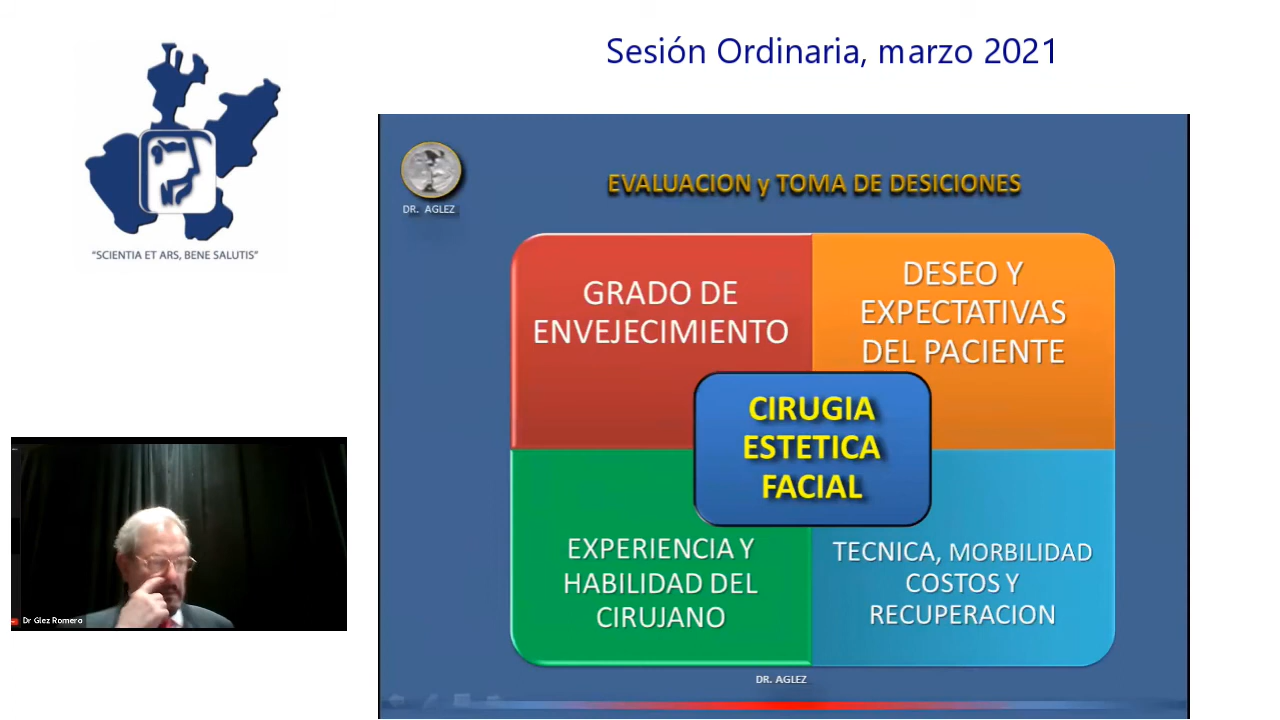 Sesión Ordinaria, marzo 2021
"SCIENTIA ET ARS, BENE SALUTIS"
DR. AGLEZ
EVALUACION y TOMA DE DESICIONES
GRADO DE
ENVEJECIMIENTO
DESEO Y
EXPECTATIVAS
DEL PACIENTE
CIRUGIA
ESTETICA
FACIAL
EXPERIENCIA Y
HABILIDAD DEL
CIRUJANO
TECNICA, MORBILIDAD
COSTOS Y
RECUPERACION
DR. AGLEZ
Dr Glez Romero